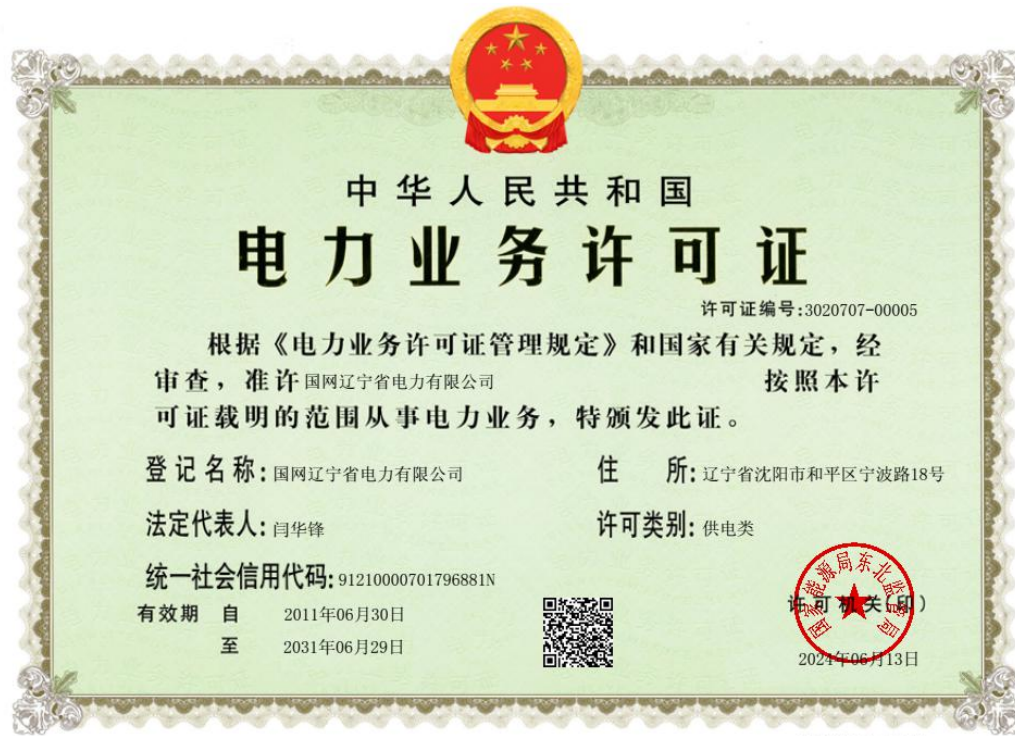 中华人民共和国
电力业务许可证
许可证编号:3020707-00005
根据《电力业务许可证管理规定》和国家有关规定，经
审查，准许国网辽宁省电力有限公司 按照本许
可证载明的范围从事电力业务，特颁发此证。
登记名称:国网辽宁省电力有限公司 住 所:辽宁省沈阳市和平区宁波路18号
法定代表人:闫华锋 许可类别:供电类
统一社会信用代码:91210000701796881N
有效期 自 2011年06月30日
至 2031年06月29日
许可机关(印)
国家能源局东北监管局
2024年06月13日